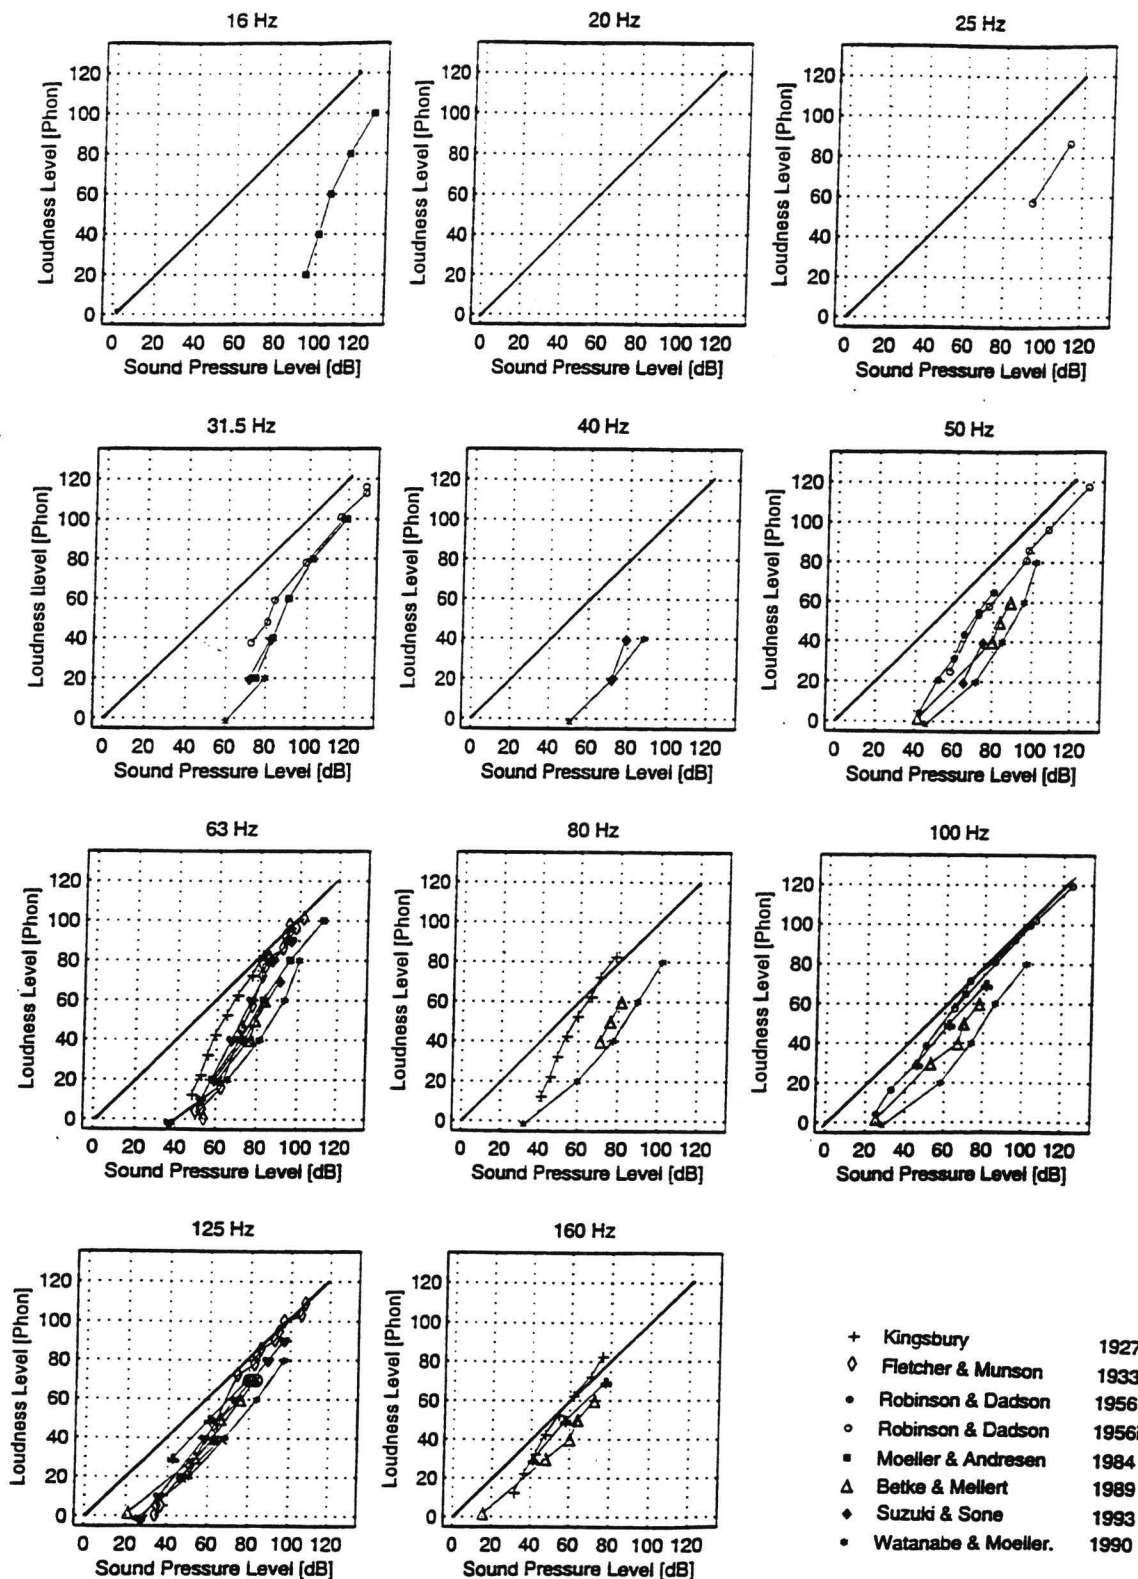 16 Hz
20 Hz
25 Hz
Loudness Level [Phon]
120
100
80
60
40
20
0
0 20 40 60 80 100 120
Sound Pressure Level [dB]
Loudness Level [Phon]
120
100
80
60
40
20
0
0 20 40 60 80 100 120
Sound Pressure Level [dB]
Loudness Level [Phon]
120
100
80
60
40
20
0
0 20 40 60 80 100 120
Sound Pressure Level [dB]
31.5 Hz
40 Hz
50 Hz
Loudness llevel [Phon]
120
100
80
60
40
20
0
0 20 40 60 80 100 120
Sound Pressure Level [dB]
Loudness Level [Phon]
120
100
80
60
40
20
0
0 20 40 60 80 100 120
Sound Pressure Level [dB]
Loudness Level [Phon]
120
100
80
60
40
20
0
0 20 40 60 80 100 120
Sound Pressure Level [dB]
63 Hz
80 Hz
100 Hz
Loudness Level [Phon]
120
100
80
60
40
20
0
0 20 40 60 80 100 120
Sound Pressure Level [dB]
Loudness Level [Phon]
120
100
80
60
40
20
0
0 20 40 60 80 100 120
Sound Pressure Level [dB]
Loudness Level [Phon]
120
100
80
60
40
20
0
0 20 40 60 80 100 120
Sound Pressure Level [dB]
125 Hz
160 Hz
Loudness Level [Phon]
120
100
80
60
40
20
0
0 20 40 60 80 100 120
Sound Pressure Level [dB]
Loudness Level [Phon]
120
100
80
60
40
20
0
0 20 40 60 80 100 120
Sound Pressure Level [dB]
Kingsbury 1927
Fletcher & Munson 1933
Robinson & Dadson 1956
Robinson & Dadson
Moeller & Andresen 1984
Betke & Mellert 1989
Suzuki & Sone 1993
Watanabe & Moeller. 1990